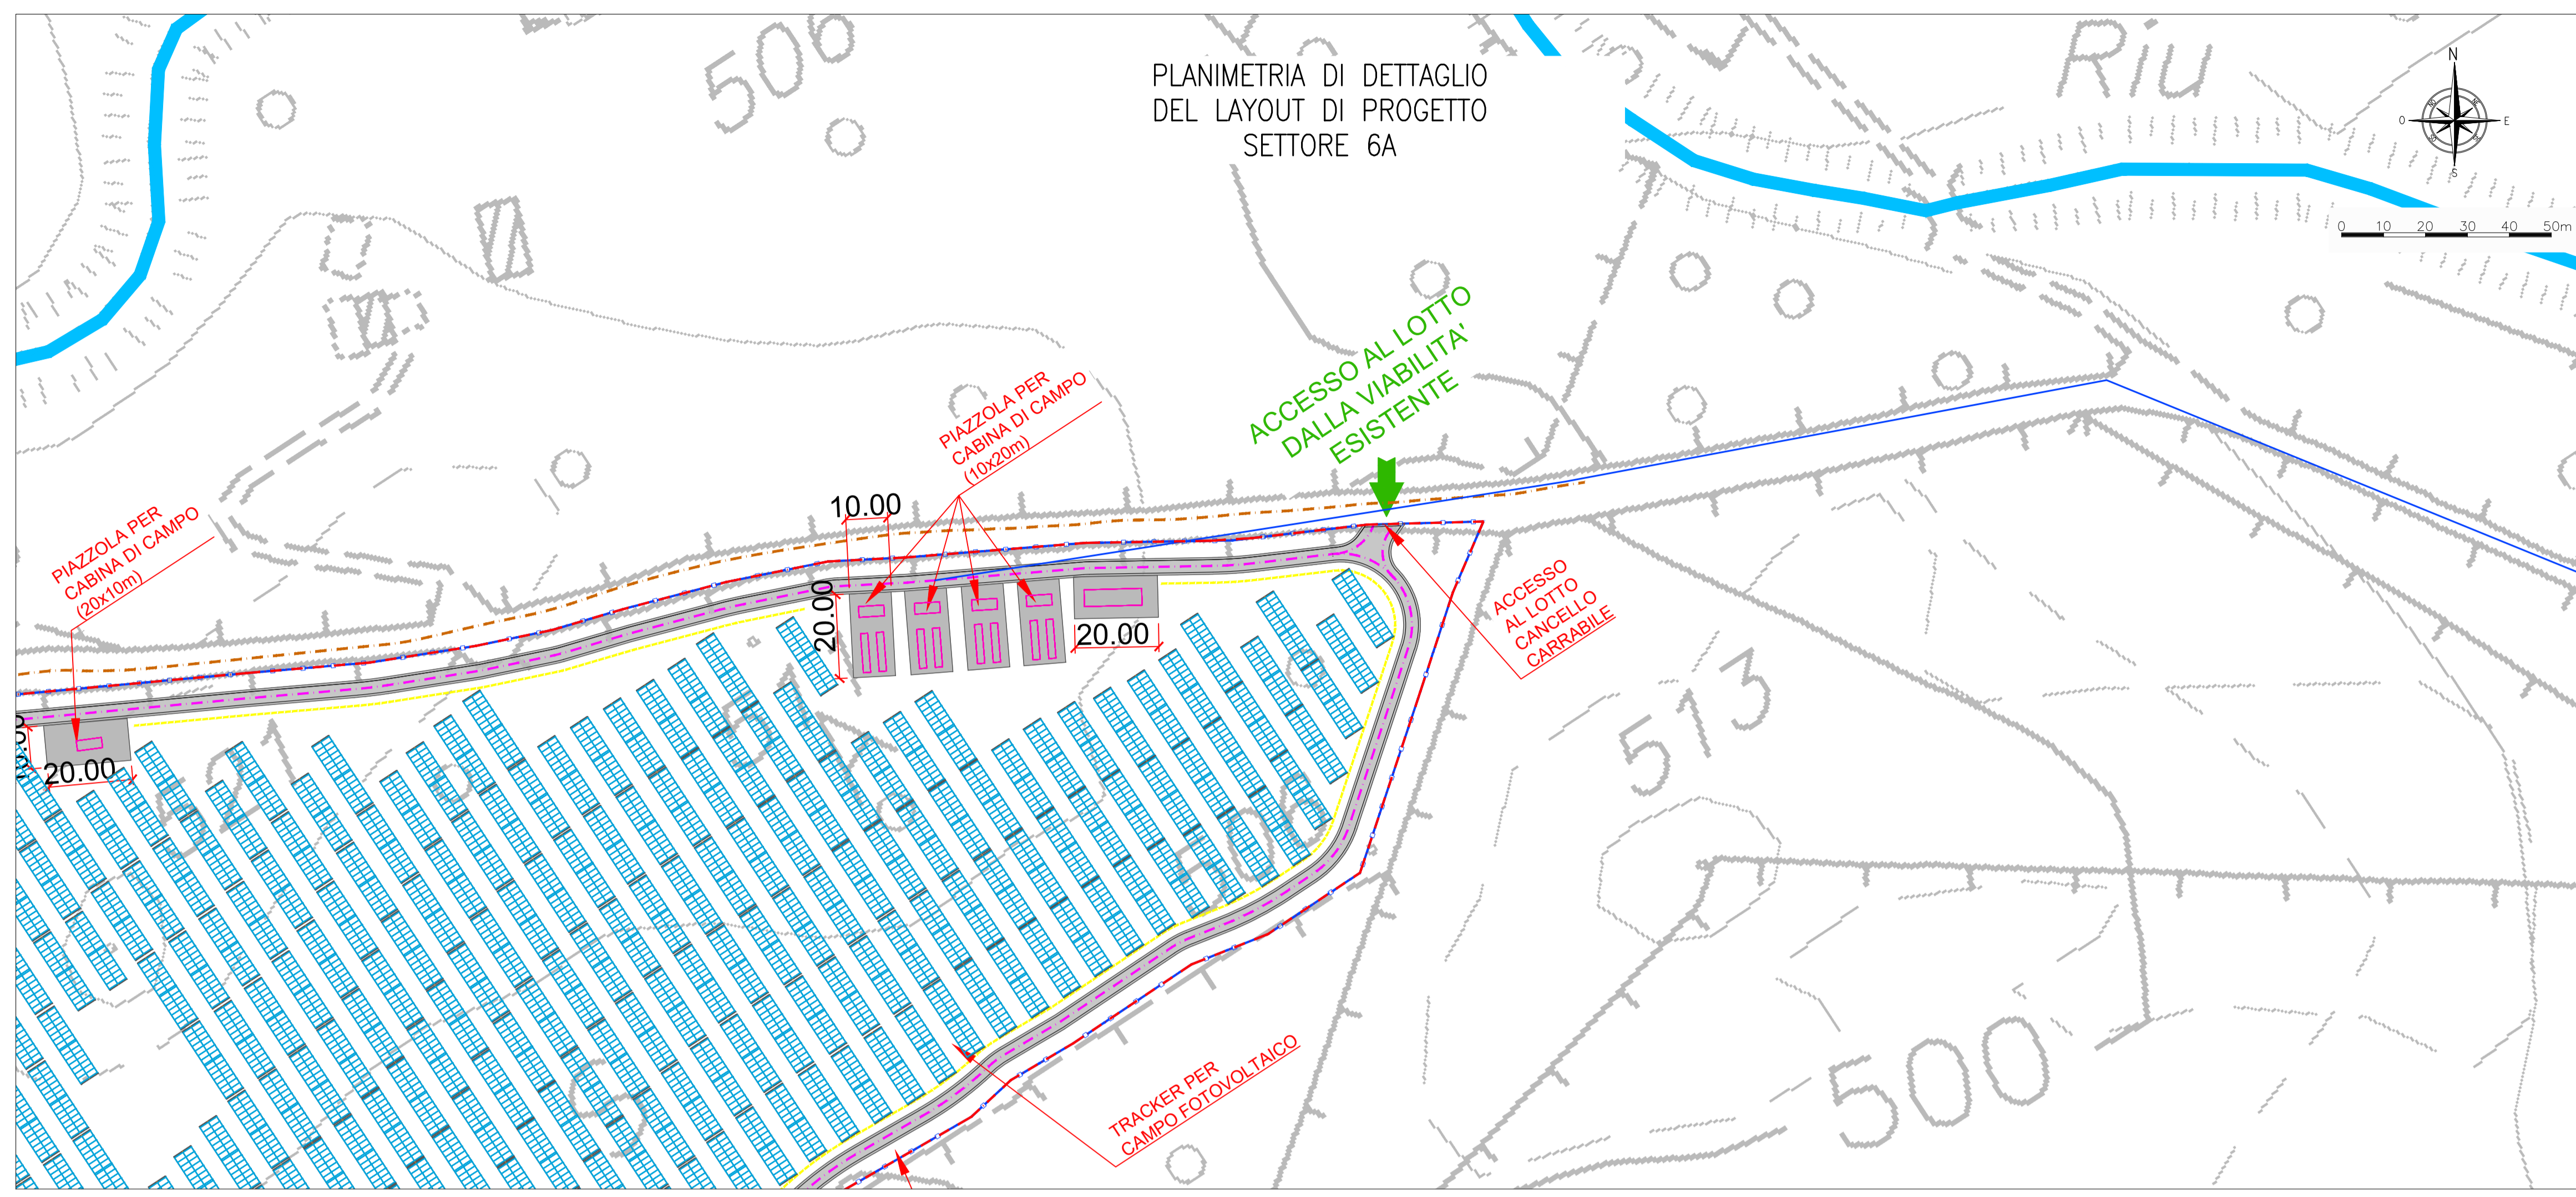 506
PLANIMETRIA DI DETTAGLIO
DEL LAYOUT DI PROGETTO
SETTORE 6A
Riu
N
O
E
S
0 10 20 30 40 50m
ACCESSO AL LOTTO
DALLA VIABILITA'
ESISTENTE
PIAZZOLA PER
CABINA DI CAMPO
(10x20m)
PIAZZOLA PER
CABINA DI CAMPO
(20x10m)
10.00
20.00
20.00
20.00
ACCESSO
AL LOTTO
CANCELLO
CARRABILE
521
513
506
500
TRACKER PER
CAMPO FOTOVOLTAICO